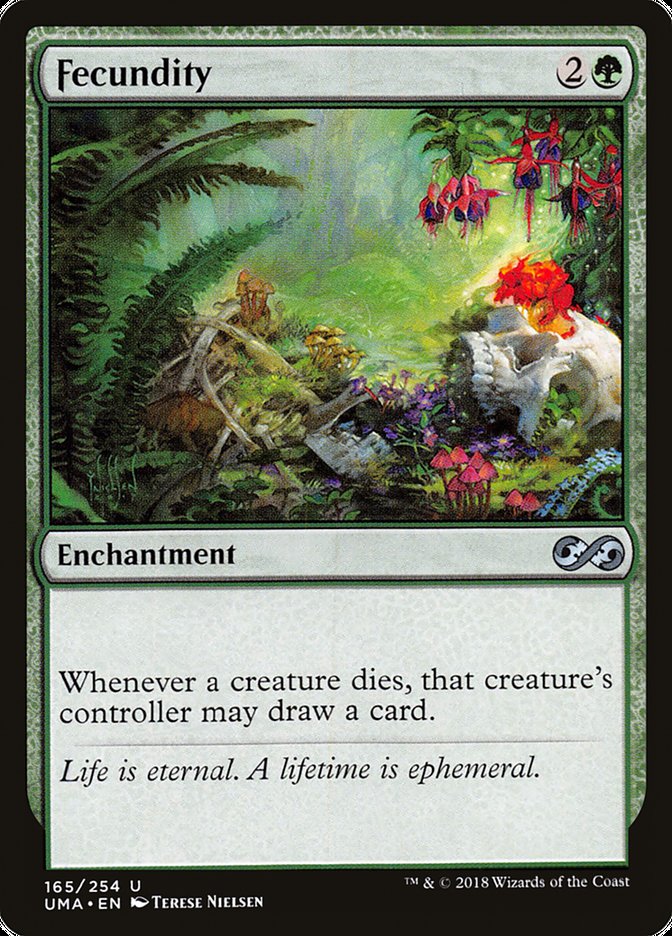 Fecundity 2
Enchantment
Whenever a creature dies, that creature's
controller may draw a card.
Life is eternal. A lifetime is ephemeral.
165/254 U
™ & © 2018 Wizards of the Coast
UMA • EN Terese Nielsen